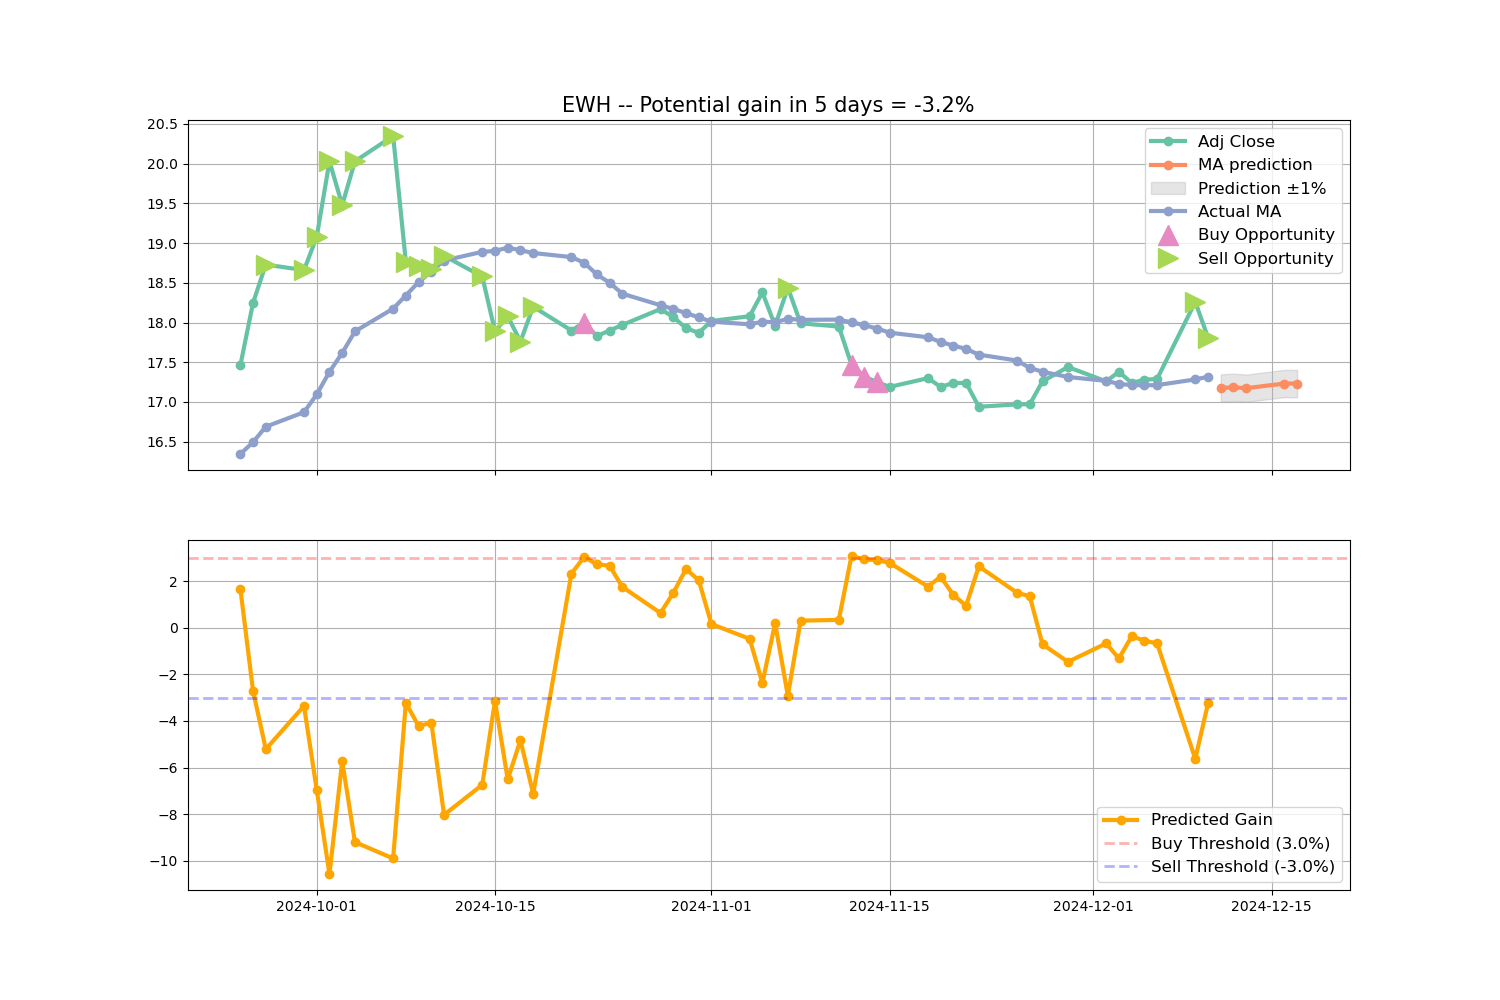 EWH -- Potential gain in 5 days = -3.2%
20.5
20.0
19.5
19.0
18.5
18.0
17.5
17.0
16.5
Adj Close
MA prediction
Prediction ±1%
Actual MA
Buy Opportunity
Sell Opportunity
2
0
−2
−4
−6
−8
−10
Predicted Gain
Buy Threshold (3.0%)
Sell Threshold (-3.0%)
2024-10-01 2024-10-15 2024-11-01 2024-11-15 2024-12-01 2024-12-15